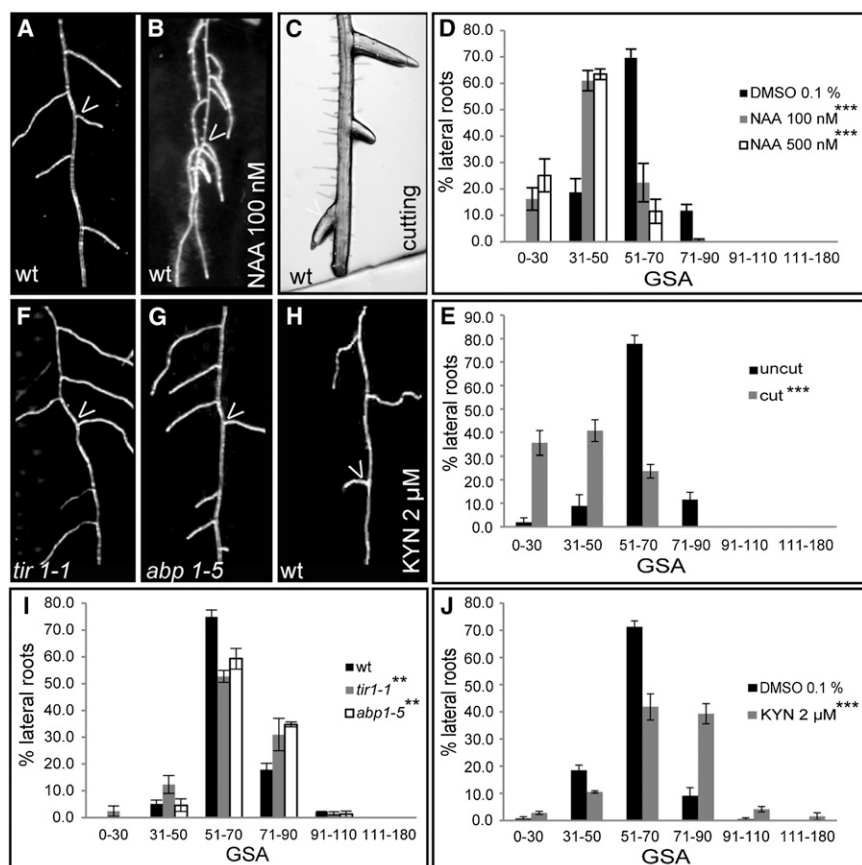 A
wt
B
wt
NAA 100 nM
C
wt
cutting
D
% lateral roots
80.0
70.0
60.0
50.0
40.0
30.0
20.0
10.0
0.0
DMSO 0.1 %
NAA 100 nM***
NAA 500 nM***
0-30 31-50 51-70 71-90 91-110 111-180
GSA
F
tir 1-1
G
abp 1-5
H
wt
KYN 2 µM
E
% lateral roots
90.0
80.0
70.0
60.0
50.0
40.0
30.0
20.0
10.0
0.0
uncut
cut ***
0-30 31-50 51-70 71-90 91-110 111-180
GSA
I
% lateral roots
80.0
70.0
60.0
50.0
40.0
30.0
20.0
10.0
0.0
wt
tir1-1**
abp1-5**
0-30 31-50 51-70 71-90 91-110 111-180
GSA
J
% lateral roots
80.0
70.0
60.0
50.0
40.0
30.0
20.0
10.0
0.0
DMSO 0.1 %
KYN 2 µM***
0-30 31-50 51-70 71-90 91-110 111-180
GSA